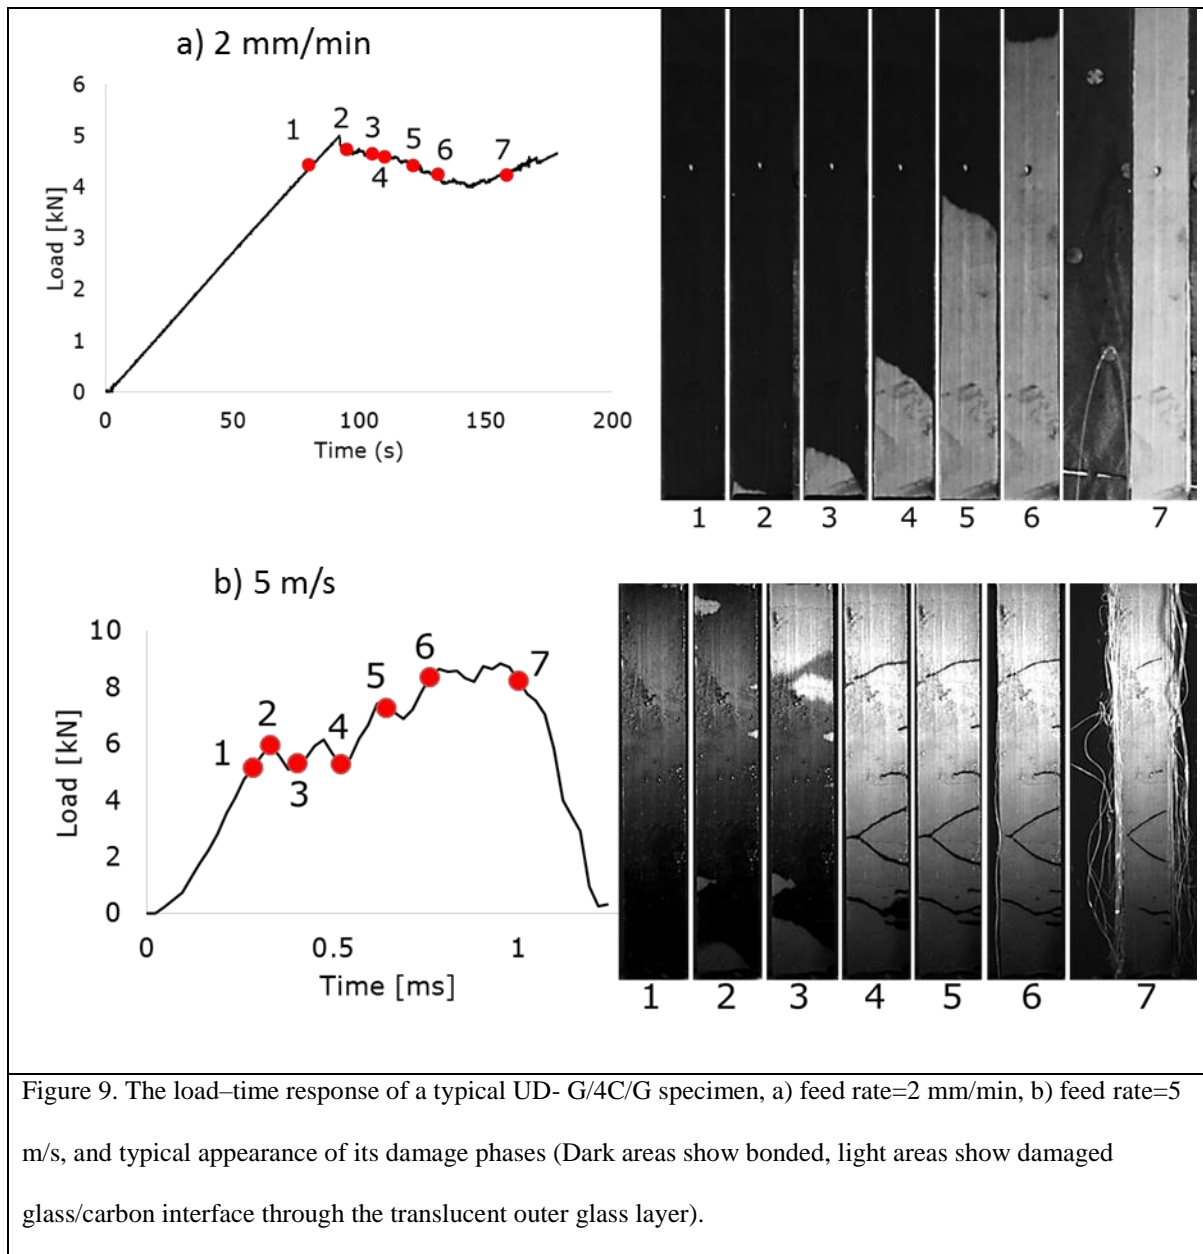 a) 2 mm/min
6
5
4
3
2
1
0
Load [kN]
1
2
3
4
5
6
7
0 50 100 150 200
Time (s)
1 2 3 4 5 6 7
b) 5 m/s
10
8
6
4
2
0
Load [kN]
1
2
3
4
5
6
7
0 0.5 1
Time [ms]
1 2 3 4 5 6 7
Figure 9. The load–time response of a typical UD- G/4C/G specimen, a) feed rate=2 mm/min, b) feed rate=5
m/s, and typical appearance of its damage phases (Dark areas show bonded, light areas show damaged
glass/carbon interface through the translucent outer glass layer).